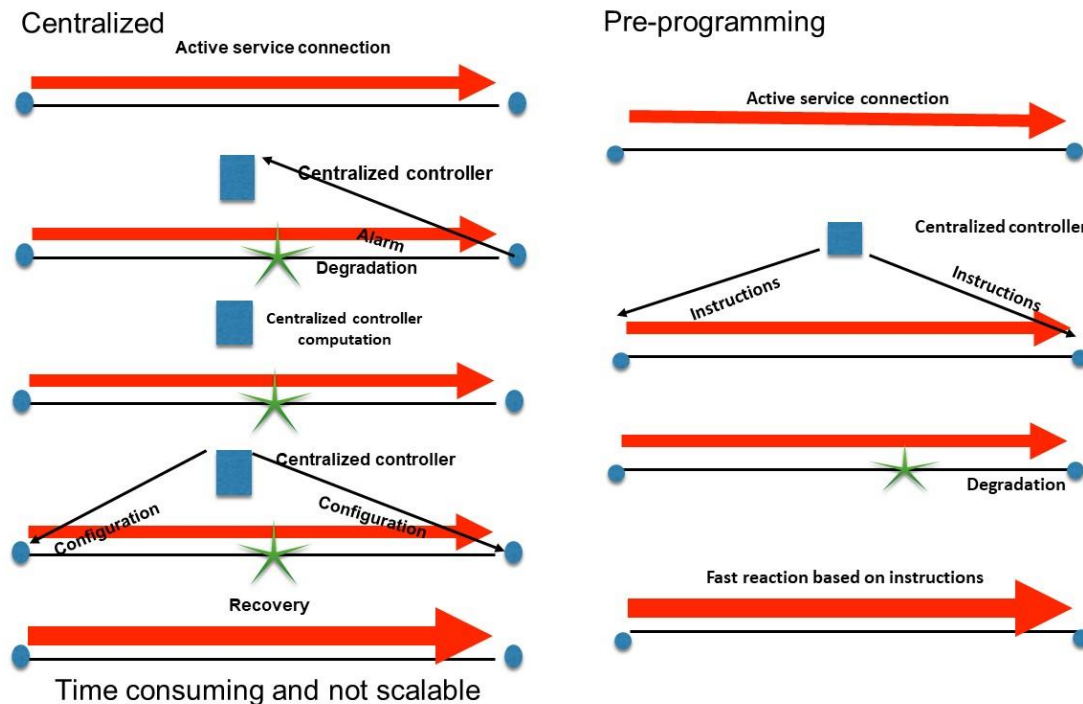 Centralized
Active service connection
Centralized controller
Alarm
Degradation
Centralized controller
computation
Centralized controller
Configuration
Configuration
Recovery
Time consuming and not scalable
Pre-programming
Active service connection
Centralized controller
Instructions
Instructions
Degradation
Fast reaction based on instructions